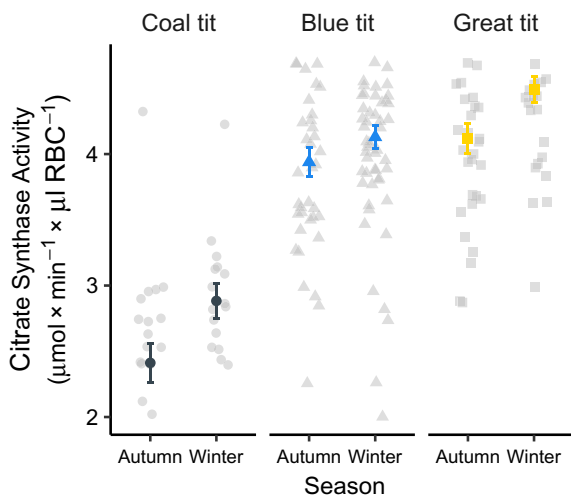 Coal tit Blue tit Great tit
Citrate Synthase Activity
(μmol × min⁻¹ × μl RBC⁻¹)
4
3
2
Autumn Winter Autumn Winter Autumn Winter
Season